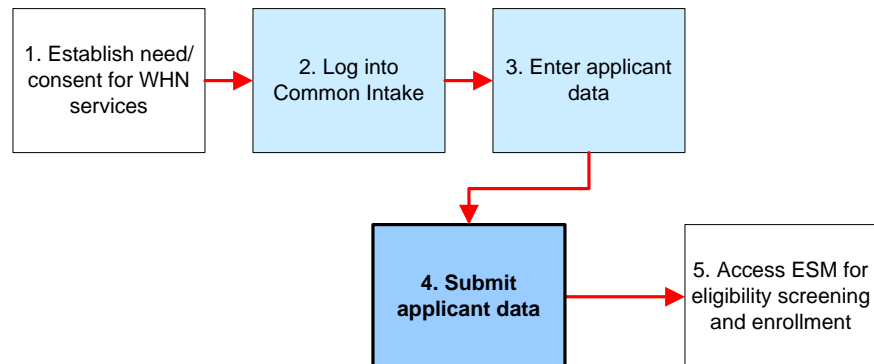 1. Establish need/
consent for WHN
services
2. Log into
Common Intake
3. Enter applicant
data
4. Submit
applicant data
5. Access ESM for
eligibility screening
and enrollment